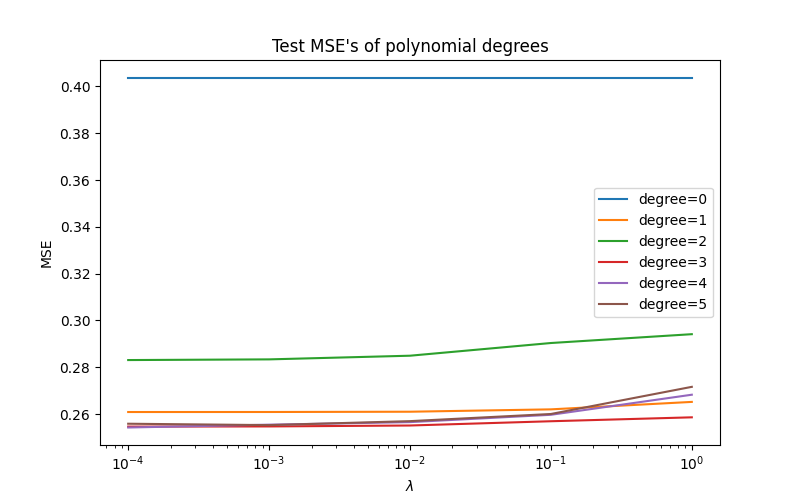 Test MSE's of polynomial degrees
MSE
0.40
0.38
0.36
0.34
0.32
0.30
0.28
0.26
degree=0
degree=1
degree=2
degree=3
degree=4
degree=5
10⁻⁴ 10⁻³ 10⁻² 10⁻¹ 10⁰
λ